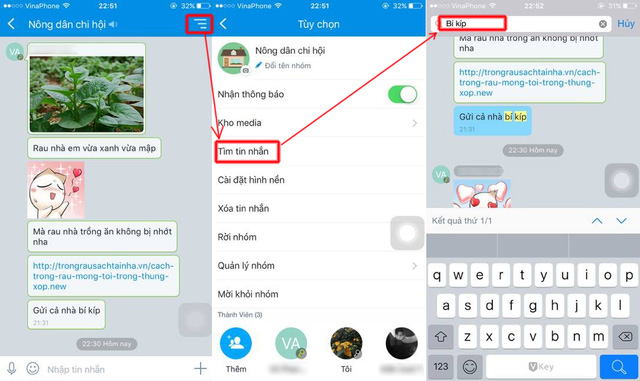 VinaPhone
22:51
32%
Nông dân chi hội
VA
Rau nhà em vừa xanh vừa mập
Mà rau nhà trồng ăn không bị nhớt
nha
http://trongrausachtainha.vn/cach-
trong-rau-mong-toi-trong-thung-
xop.new
Gửi cả nhà bí kíp
21:31
22:30 Hôm nay
Nhập tin nhắn
VinaPhone
22:51
32%
Tùy chọn
Nông dân chi hội
Đổi tên nhóm
Nhận thông báo
Kho media
Tìm tin nhắn
Cài đặt hình nền
Xóa tin nhắn
Rời nhóm
Quản lý nhóm
Mời khỏi nhóm
Thành Viên (3)
VA
Thêm
Tôi
VinaPhone
22:52
32%
Bí kíp
Hủy
Mà rau nhà trồng ăn không bị nhớt
nha
http://trongrausachtainha.vn/cach-
trong-rau-mong-toi-trong-thung-
xop.new
Gửi cả nhà bí kíp
21:31
22:30 Hôm nay
VA
Kết quả thứ 1/1
q w e r t y u i o p
a s d f g h j k l
z x c v b n m
123
VKey